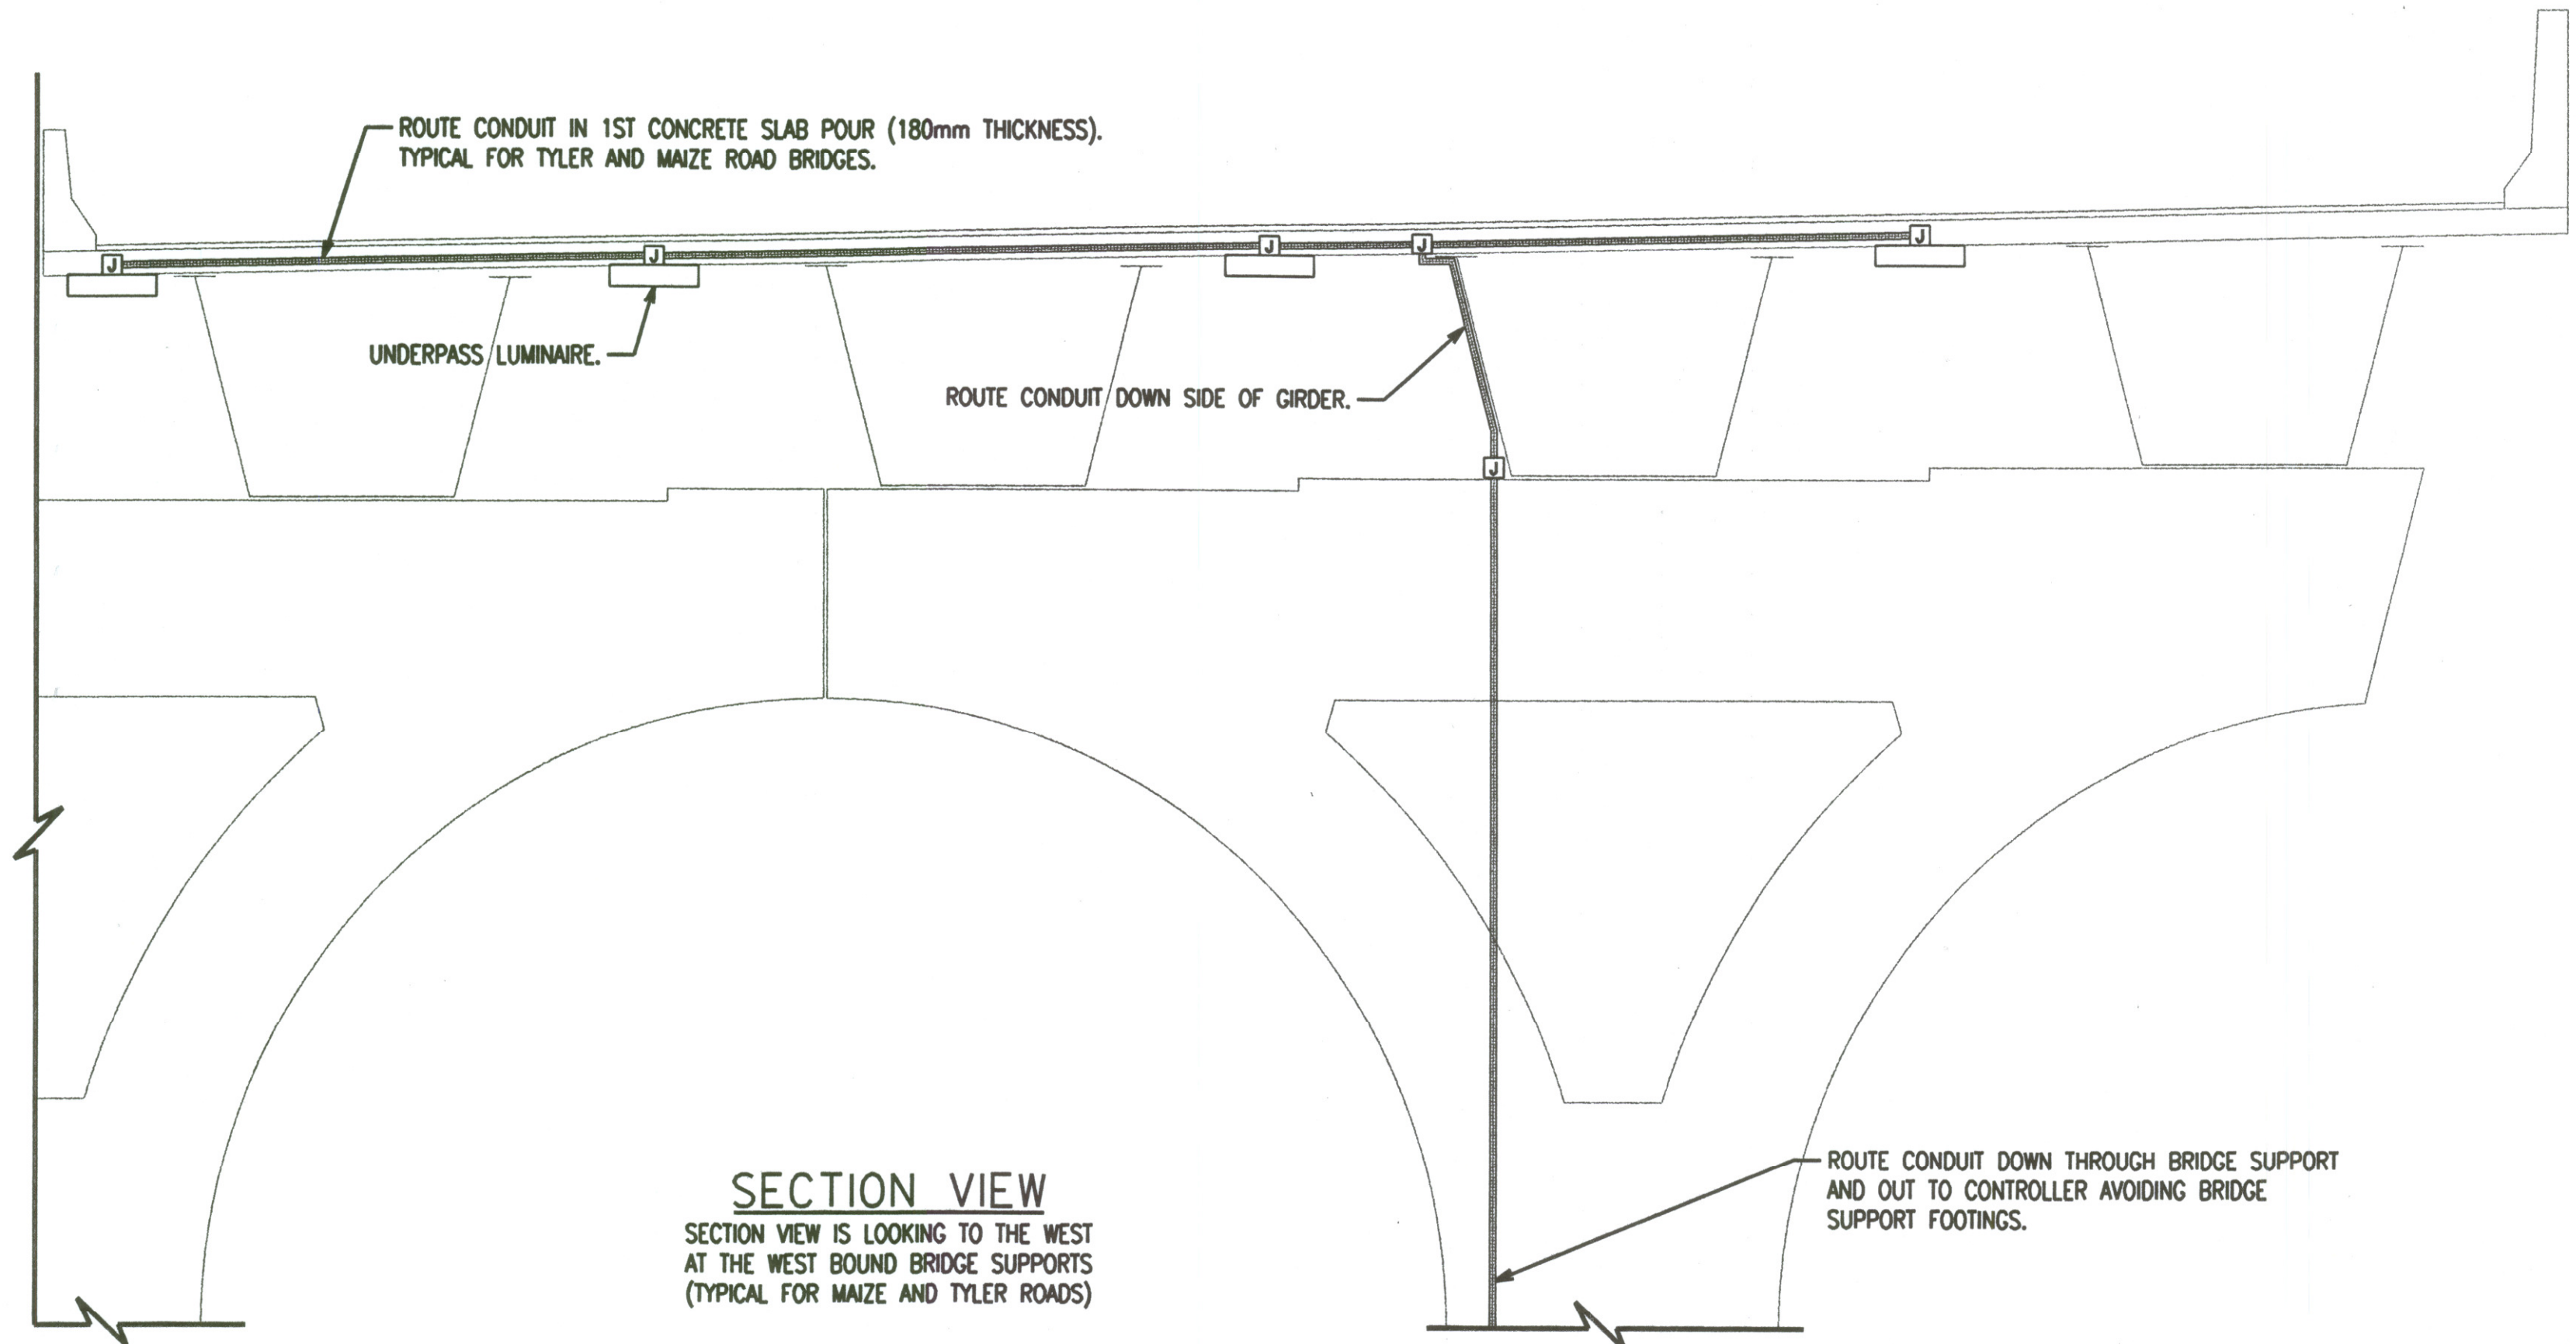 ROUTE CONDUIT IN 1ST CONCRETE SLAB POUR (180mm THICKNESS).
TYPICAL FOR TYLER AND MAIZE ROAD BRIDGES.
J
J
J
J
J
UNDERPASS LUMINAIRE.
ROUTE CONDUIT DOWN SIDE OF GIRDER.
J
ROUTE CONDUIT DOWN THROUGH BRIDGE SUPPORT
AND OUT TO CONTROLLER AVOIDING BRIDGE
SUPPORT FOOTINGS.
SECTION VIEW
SECTION VIEW IS LOOKING TO THE WEST
AT THE WEST BOUND BRIDGE SUPPORTS
(TYPICAL FOR MAIZE AND TYLER ROADS)